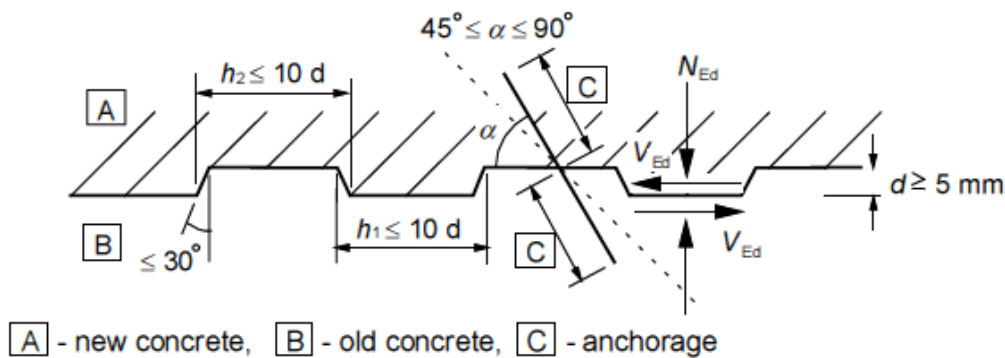 45° ≤ α ≤ 90°
h₂ ≤ 10 d
C
N_Ed
A
α
V_Ed
d ≥ 5 mm
B
≤ 30°
h₁ ≤ 10 d
C
V_Ed
A - new concrete, B - old concrete, C - anchorage